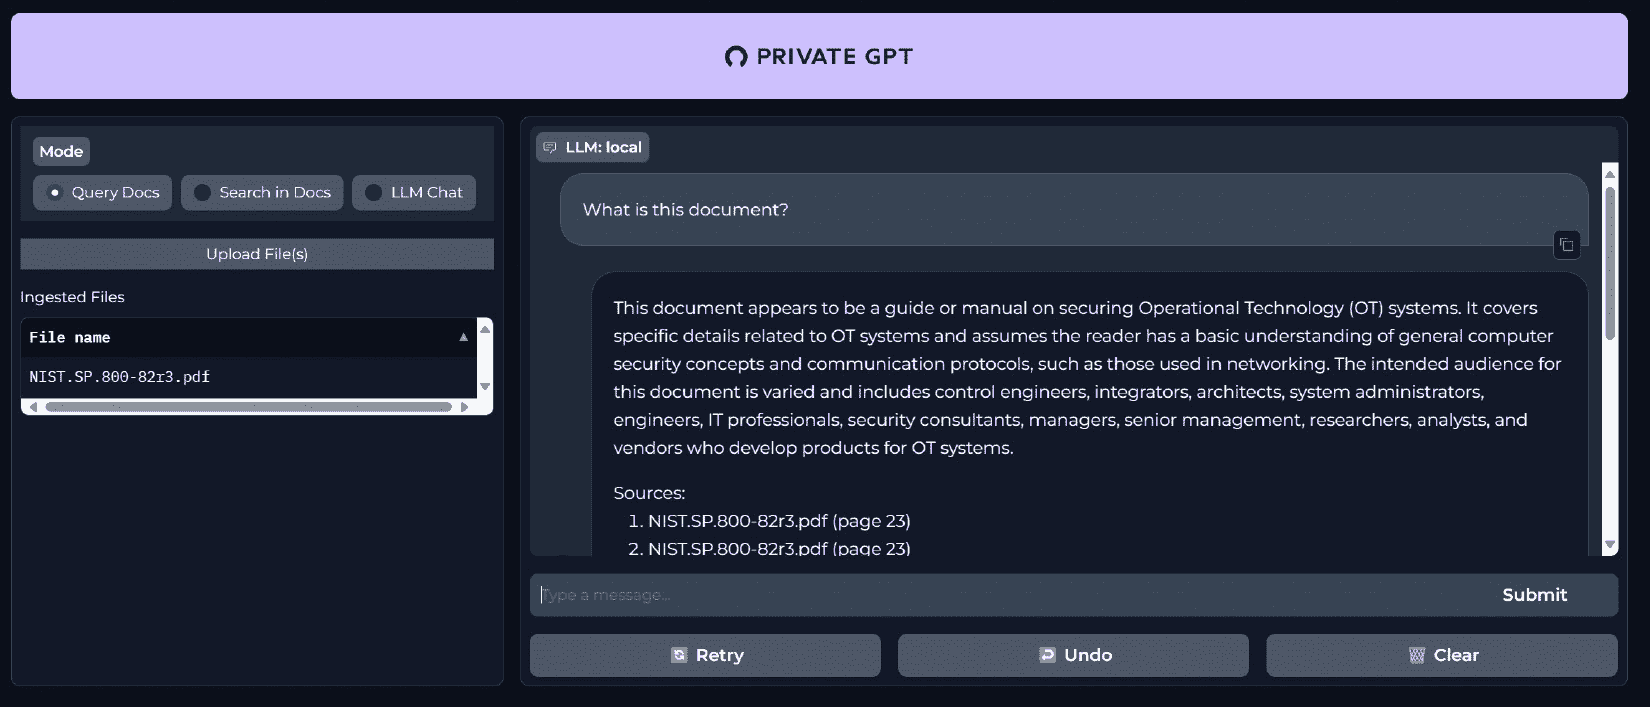 PRIVATE GPT
Mode
Query Docs
Search in Docs
LLM Chat
Upload File(s)
Ingested Files
File name
NIST.SP.800-82r3.pdf
LLM: local
What is this document?
This document appears to be a guide or manual on securing Operational Technology (OT) systems. It covers
specific details related to OT systems and assumes the reader has a basic understanding of general computer
security concepts and communication protocols, such as those used in networking. The intended audience for
this document is varied and includes control engineers, integrators, architects, system administrators,
engineers, IT professionals, security consultants, managers, senior management, researchers, analysts, and
vendors who develop products for OT systems.
Sources:
1. NIST.SP.800-82r3.pdf (page 23)
2. NIST.SP.800-82r3.pdf (page 23)
Type a message...
Submit
Retry
Undo
Clear